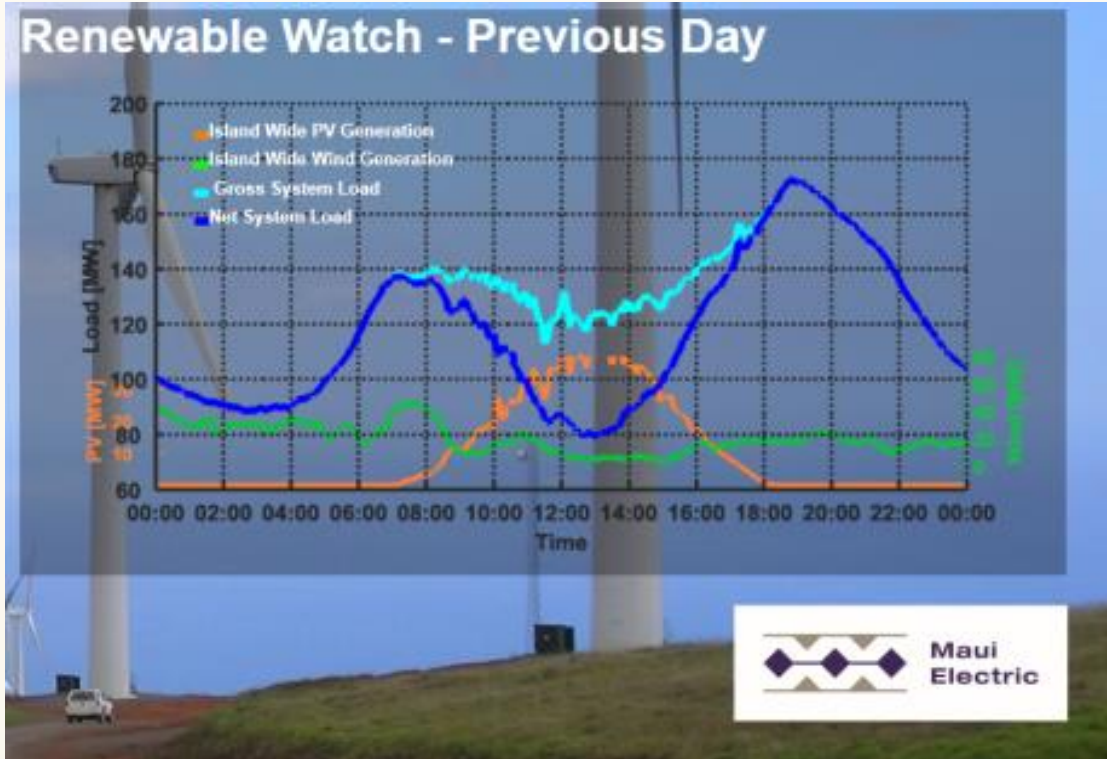 Renewable Watch - Previous Day
200
180
160
140
120
100
80
60
Load [MW]
PV [MW]
Island Wide PV Generation
Island Wide Wind Generation
Gross System Load
Net System Load
00:00 02:00 04:00 06:00 08:00 10:00 12:00 14:00 16:00 18:00 20:00 22:00 00:00
Time
Maui
Electric